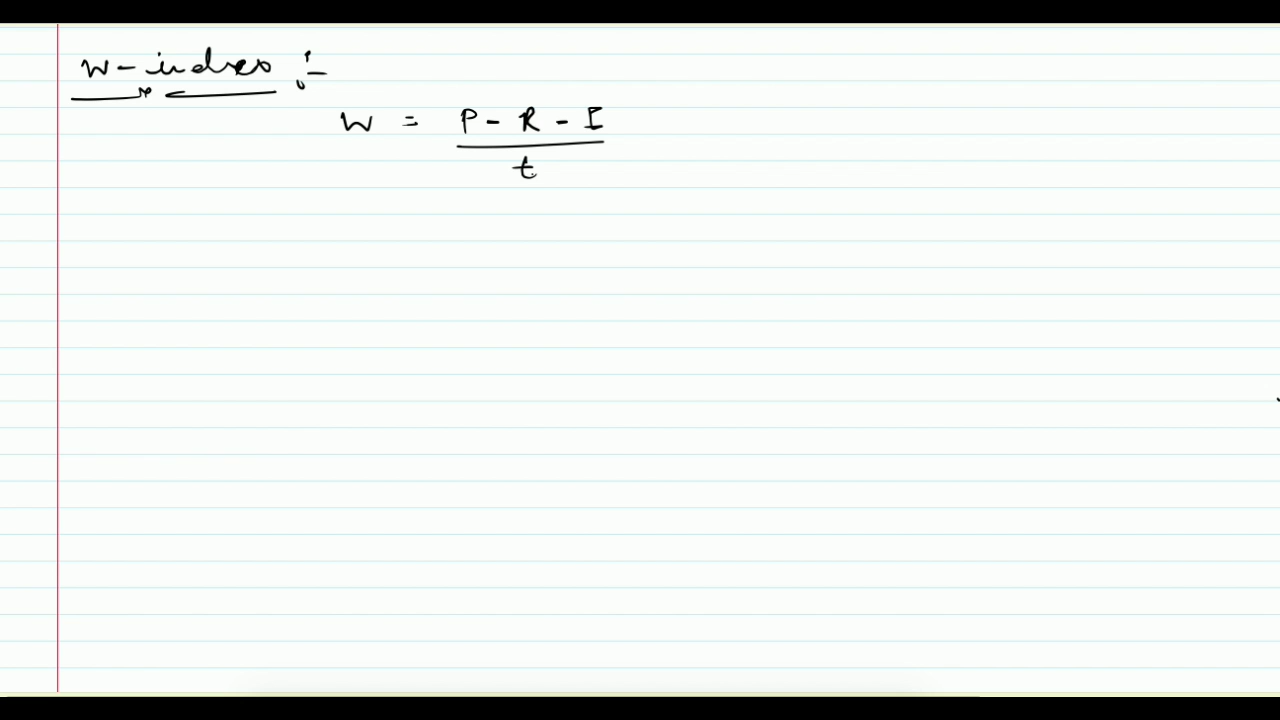 W-index :-
W = P - R - I
t